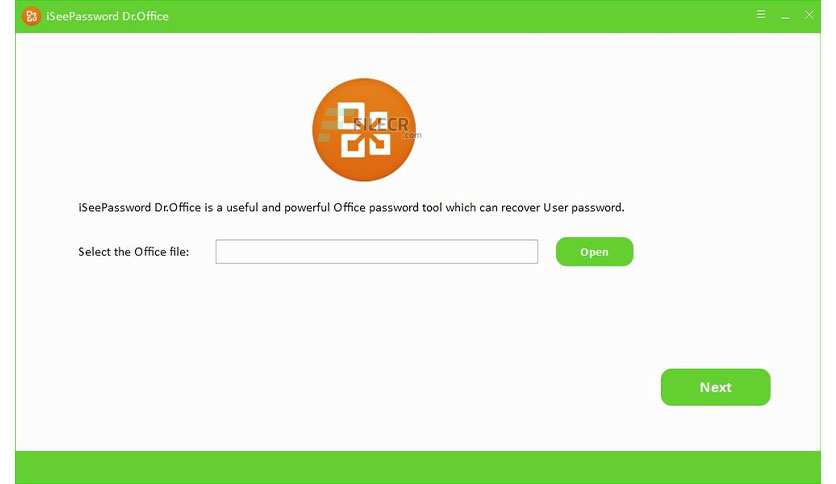 iSeePassword Dr.Office
FILECR
.com
iSeePassword Dr.Office is a useful and powerful Office password tool which can recover User password.
Select the Office file:
Open
Next